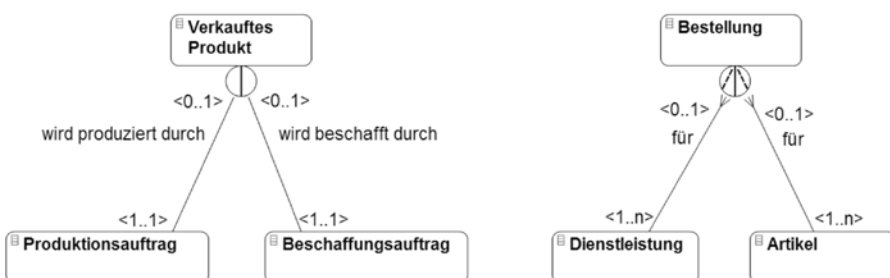 Verkauftes
Produkt
<0..1>
<0..1>
wird produziert durch
wird beschafft durch
<1..1>
<1..1>
Produktionsauftrag
Beschaffungsauftrag
Bestellung
<0..1>
<0..1>
für
für
<1..n>
<1..n>
Dienstleistung
Artikel